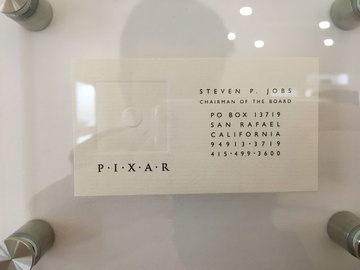 STEVEN P. JOBS
CHAIRMAN OF THE BOARD
PO BOX 13719
SAN RAFAEL
CALIFORNIA
94913•3719
415•499•3600
P•I•X•A•R